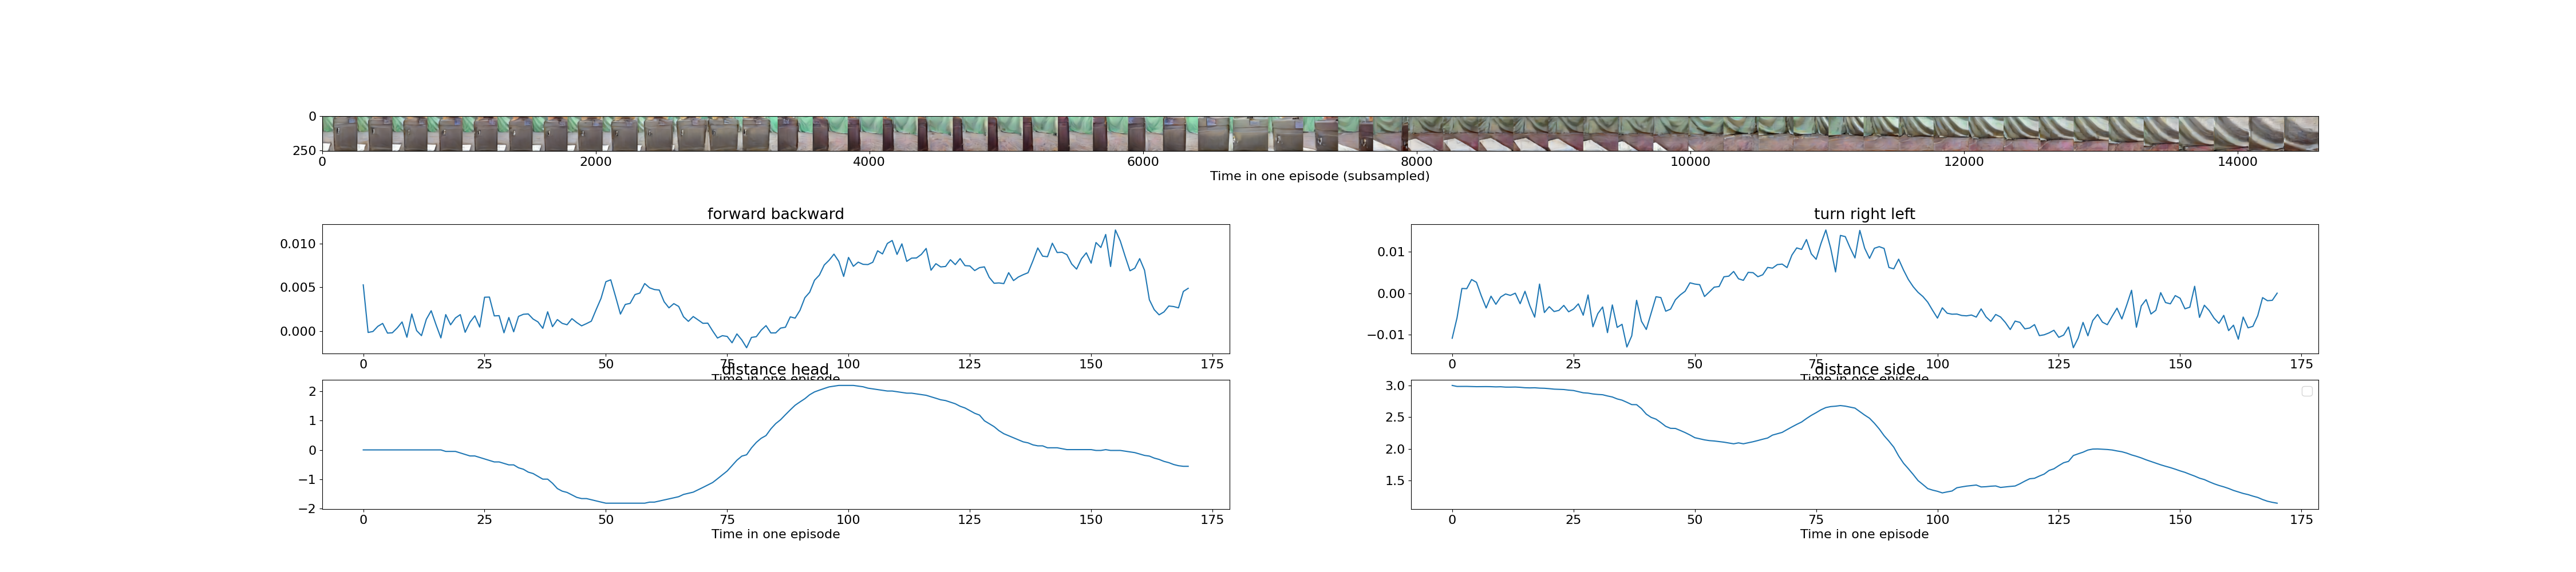 0
250
0 2000 4000 6000 8000 10000 12000 14000
Time in one episode (subsampled)
forward backward
0.010
0.005
0.000
0 25 50 75 100 125 150 175
Time in one episode
turn right left
0.01
0.00
−0.01
0 25 50 75 100 125 150 175
Time in one episode
distance head
2
1
0
−1
−2
0 25 50 75 100 125 150 175
Time in one episode
distance side
3.0
2.5
2.0
1.5
0 25 50 75 100 125 150 175
Time in one episode